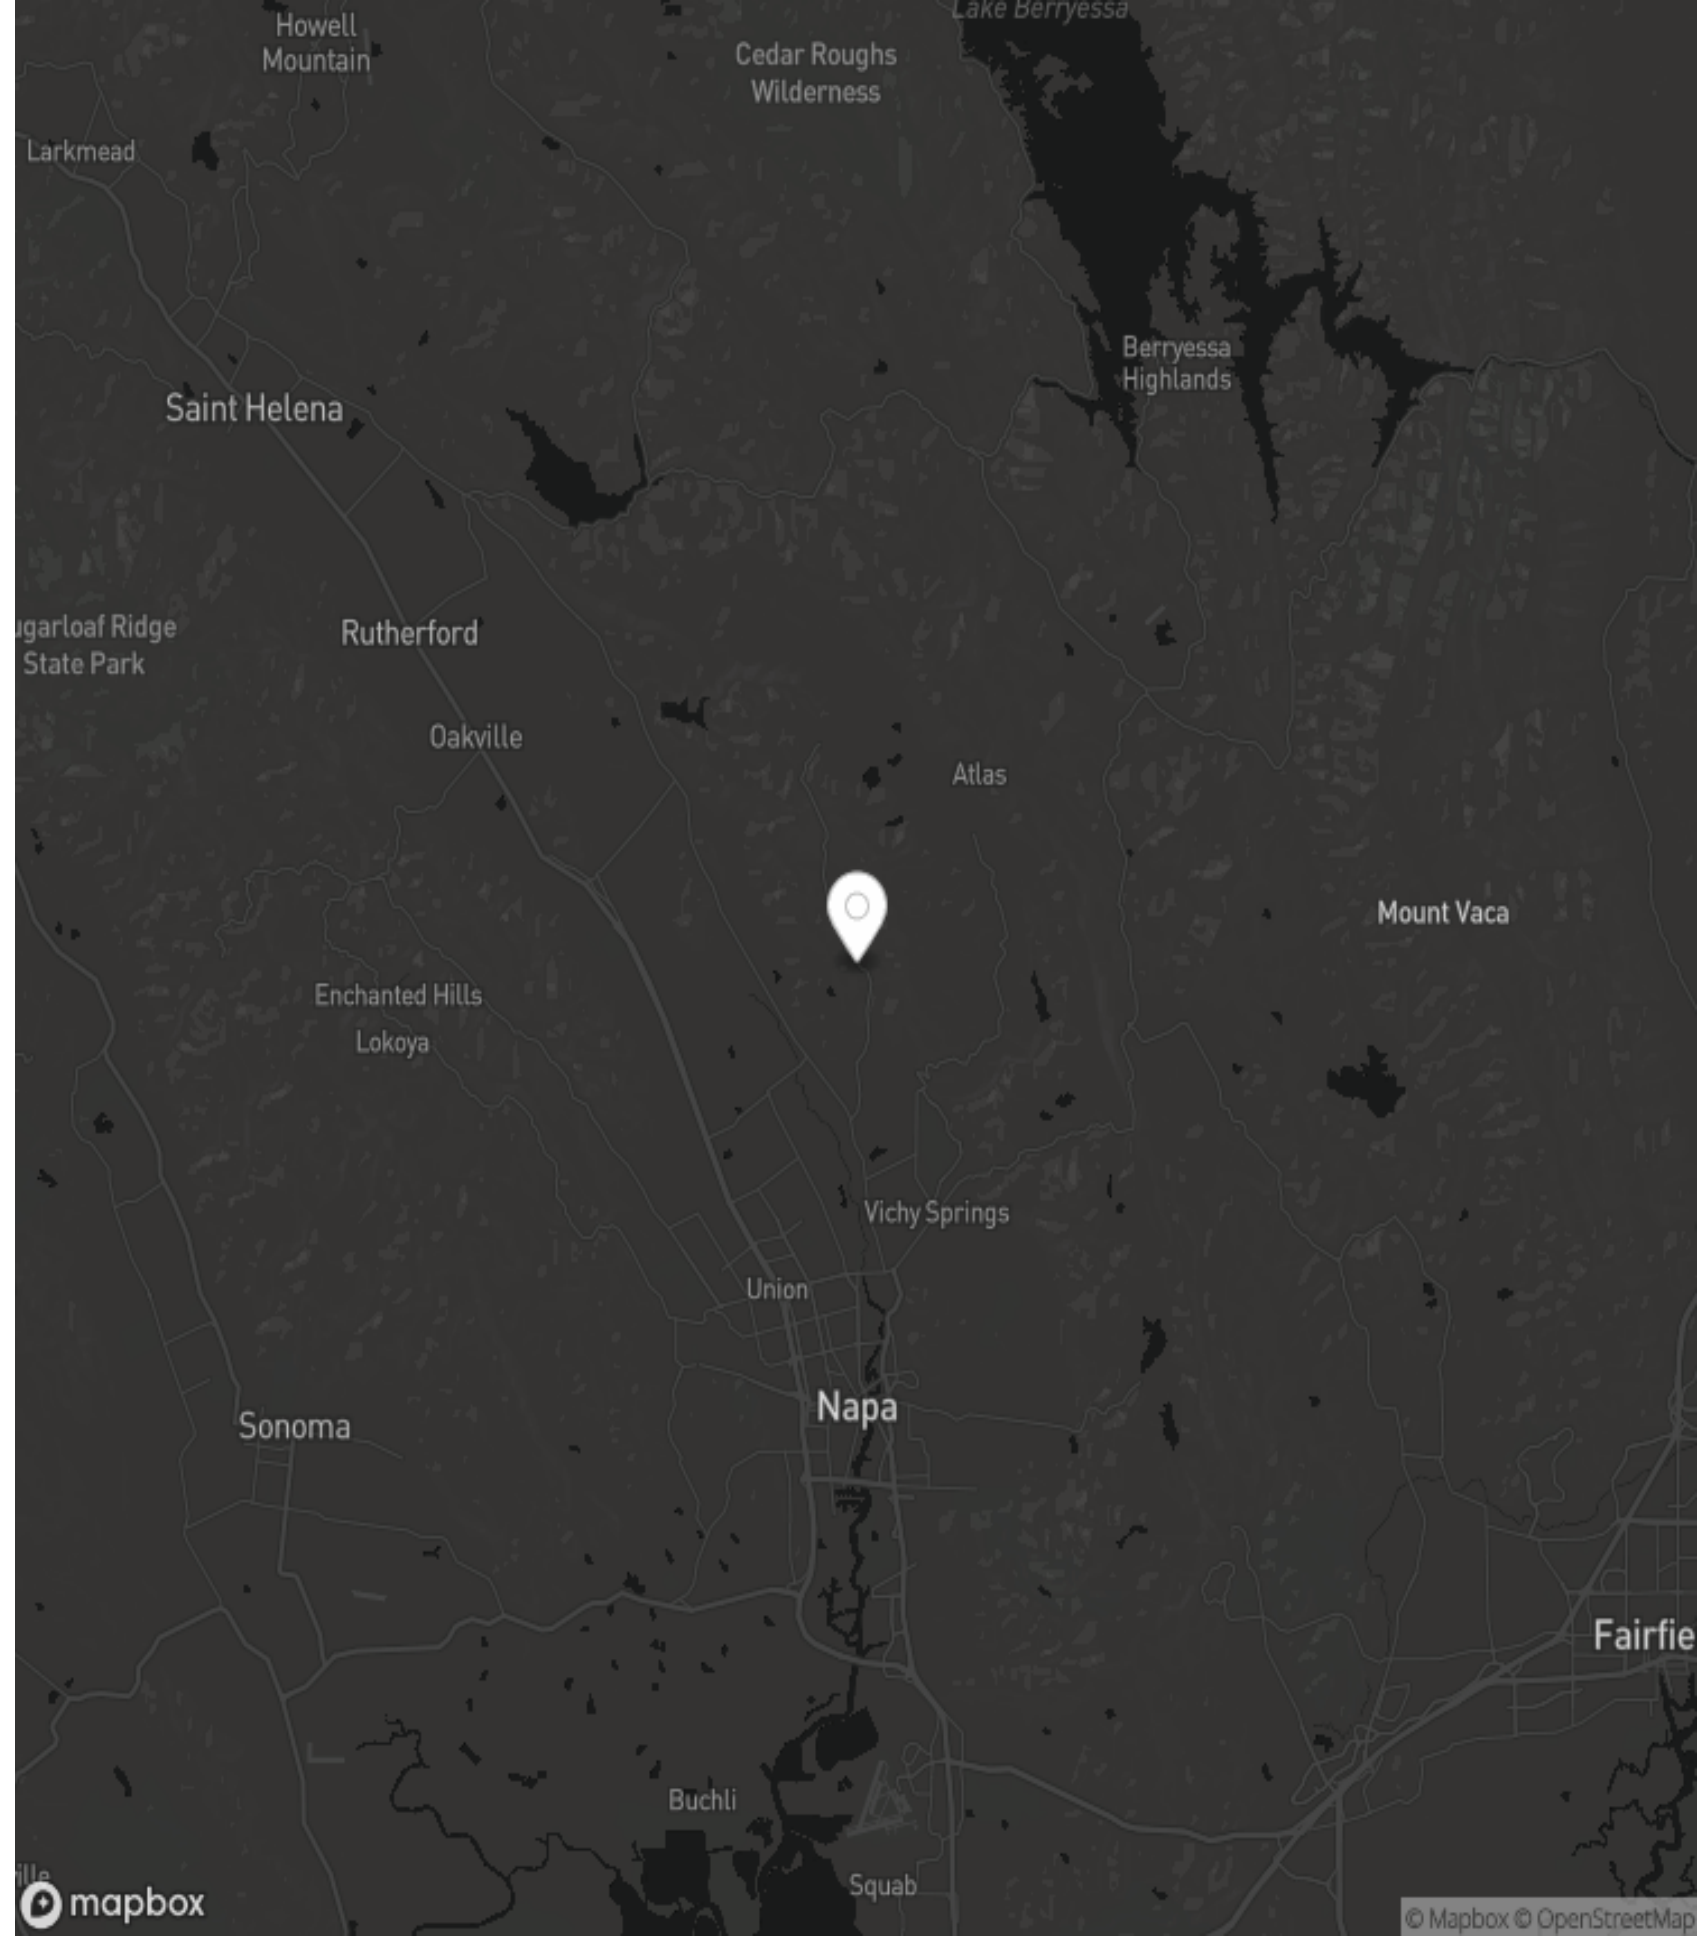 Lake Berryessa
Howell
Mountain
Cedar Roughs
Wilderness
Larkmead
Berryessa
Highlands
Saint Helena
ugarloaf Ridge
State Park
Rutherford
Oakville
Atlas
Mount Vaca
Enchanted Hills
Lokoya
Vichy Springs
Union
Napa
Sonoma
Fairfie
Buchli
ille
Squab
mapbox
© Mapbox © OpenStreetMap